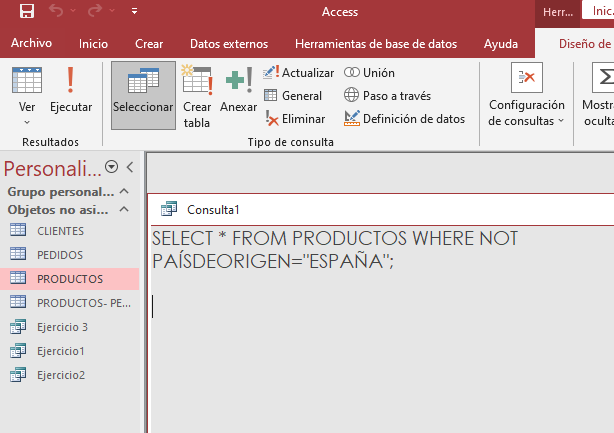 Access
Herr...
Inic.
Archivo
Inicio
Crear
Datos externos
Herramientas de base de datos
Ayuda
Diseño de
Ver
Ejecutar
Seleccionar
Crear
tabla
Anexar
Actualizar
General
Eliminar
Unión
Paso a través
Definición de datos
Configuración
de consultas
Mostra
oculta
Resultados
Tipo de consulta
Personali...
Grupo personal...
Objetos no asi...
CLIENTES
PEDIDOS
PRODUCTOS
PRODUCTOS- PE...
Ejercicio 3
Ejercicio1
Ejercicio2
Consulta1
SELECT * FROM PRODUCTOS WHERE NOT
PAÍSDEORIGEN="ESPAÑA";